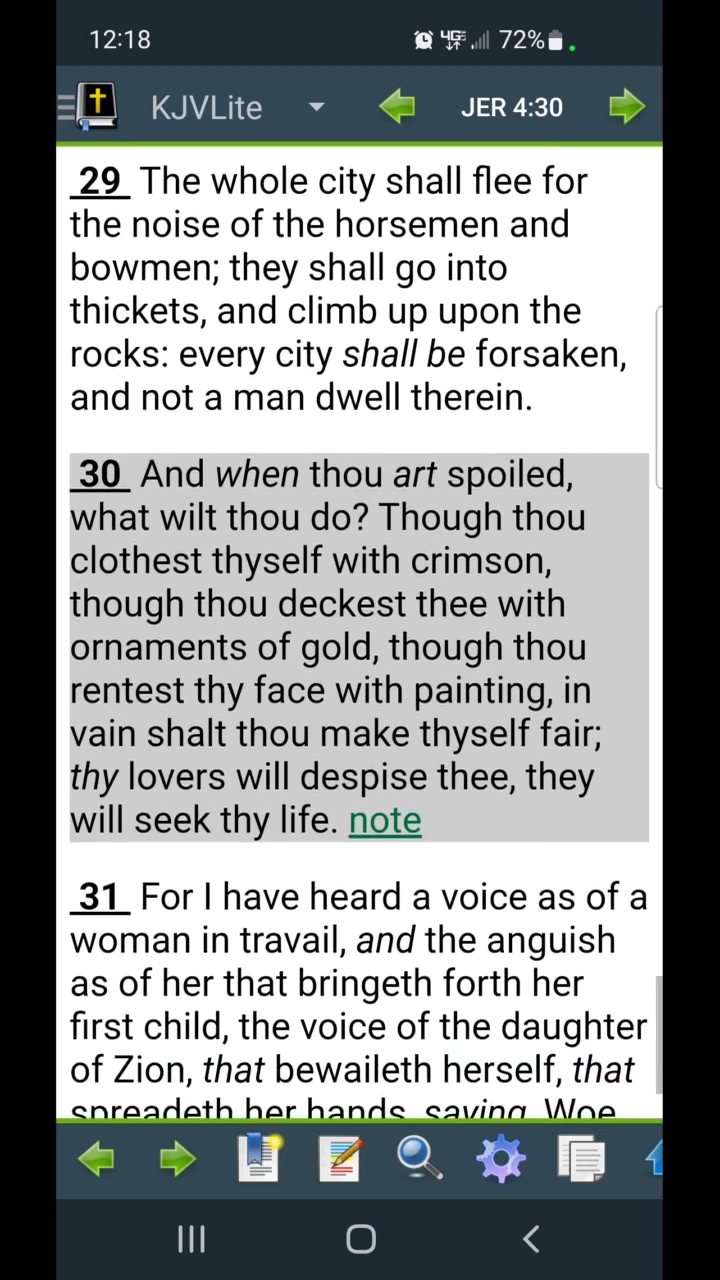 12:18 4GE 72%
KJVLite JER 4:30
29 The whole city shall flee for
the noise of the horsemen and
bowmen; they shall go into
thickets, and climb up upon the
rocks: every city shall be forsaken,
and not a man dwell therein.
30 And when thou art spoiled,
what wilt thou do? Though thou
clothest thyself with crimson,
though thou deckest thee with
ornaments of gold, though thou
rentest thy face with painting, in
vain shalt thou make thyself fair;
thy lovers will despise thee, they
will seek thy life. note
31 For I have heard a voice as of a
woman in travail, and the anguish
as of her that bringeth forth her
first child, the voice of the daughter
of Zion, that bewaileth herself, that
spreadeth her hands, saying, Woe